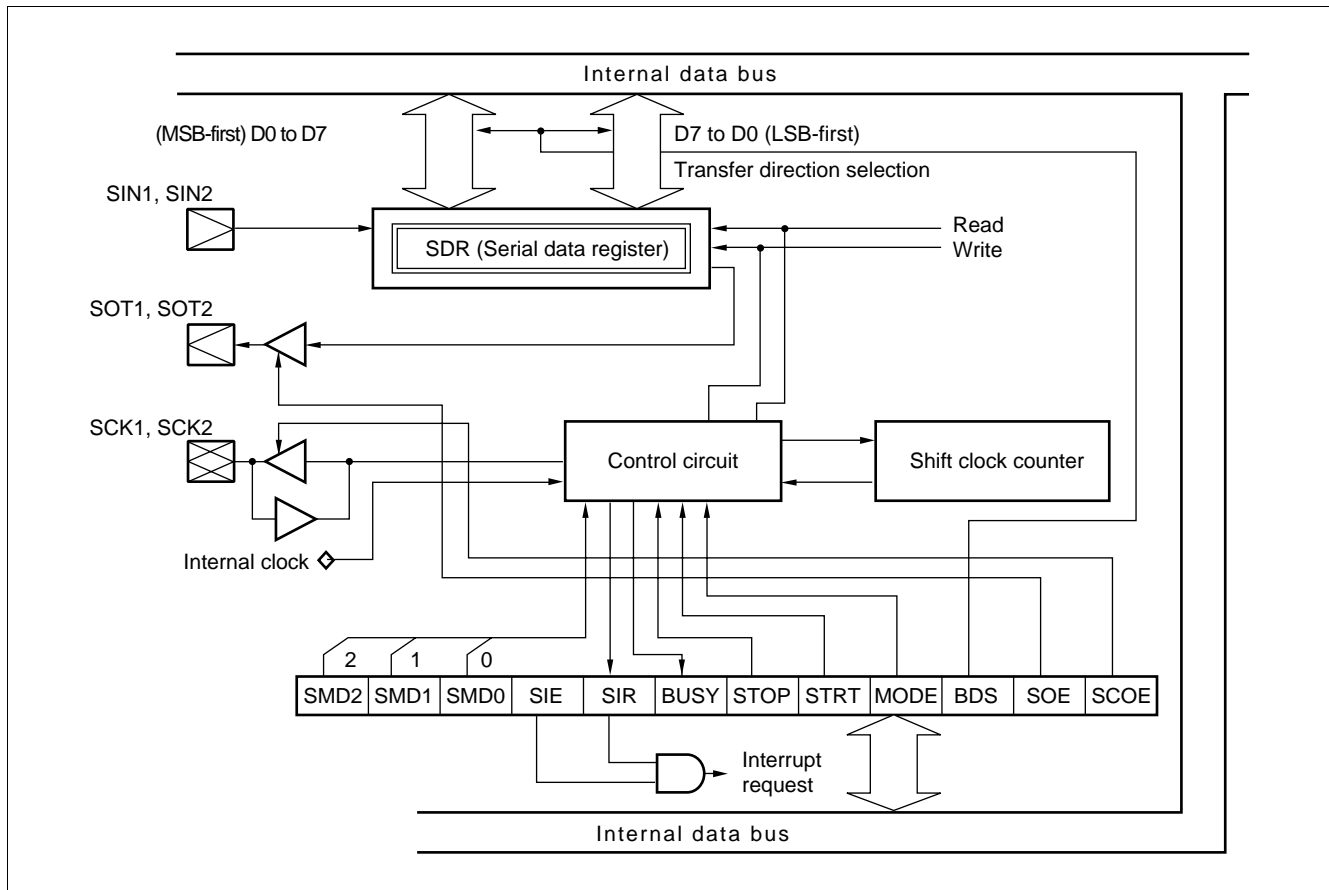 Internal data bus
(MSB-first) D0 to D7
D7 to D0 (LSB-first)
Transfer direction selection
SIN1, SIN2
SDR (Serial data register)
Read
Write
SOT1, SOT2
SCK1, SCK2
Control circuit
Shift clock counter
Internal clock
2 1 0
SMD2 SMD1 SMD0 SIE SIR BUSY STOP STRT MODE BDS SOE SCOE
Interrupt
request
Internal data bus